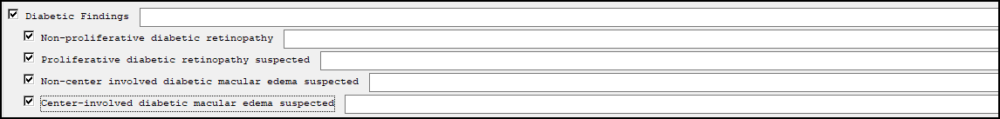 Diabetic Findings
Non-proliferative diabetic retinopathy
Proliferative diabetic retinopathy suspected
Non-center involved diabetic macular edema suspected
Center-involved diabetic macular edema suspected